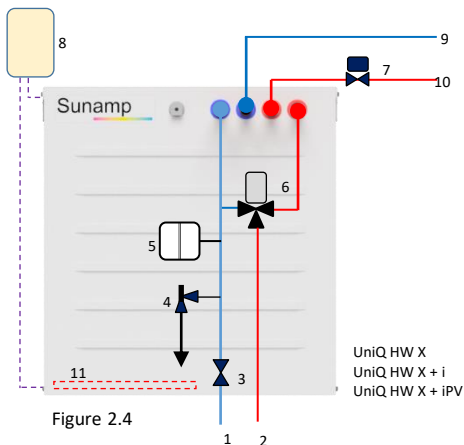 8
9
7
10
Sunamp
6
5
4
3
11
UniQ HW X
UniQ HW X + i
UniQ HW X + iPV
Figure 2.4
1
2